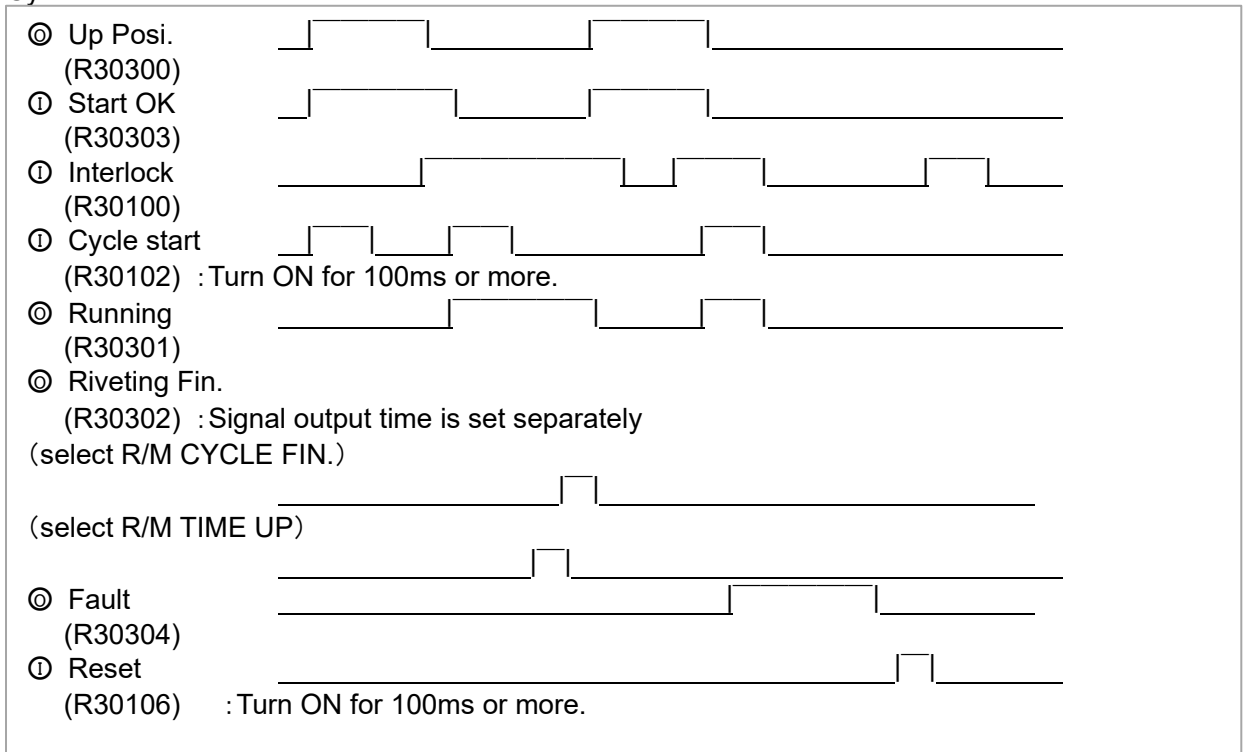 Ⓞ Up Posi.
(R30300)
Ⓘ Start OK
(R30303)
Ⓘ Interlock
(R30100)
Ⓘ Cycle start
(R30102) :Turn ON for 100ms or more.
Ⓞ Running
(R30301)
Ⓞ Riveting Fin.
(R30302) :Signal output time is set separately
(select R/M CYCLE FIN.)
(select R/M TIME UP)
Ⓞ Fault
(R30304)
Ⓘ Reset
(R30106) :Turn ON for 100ms or more.